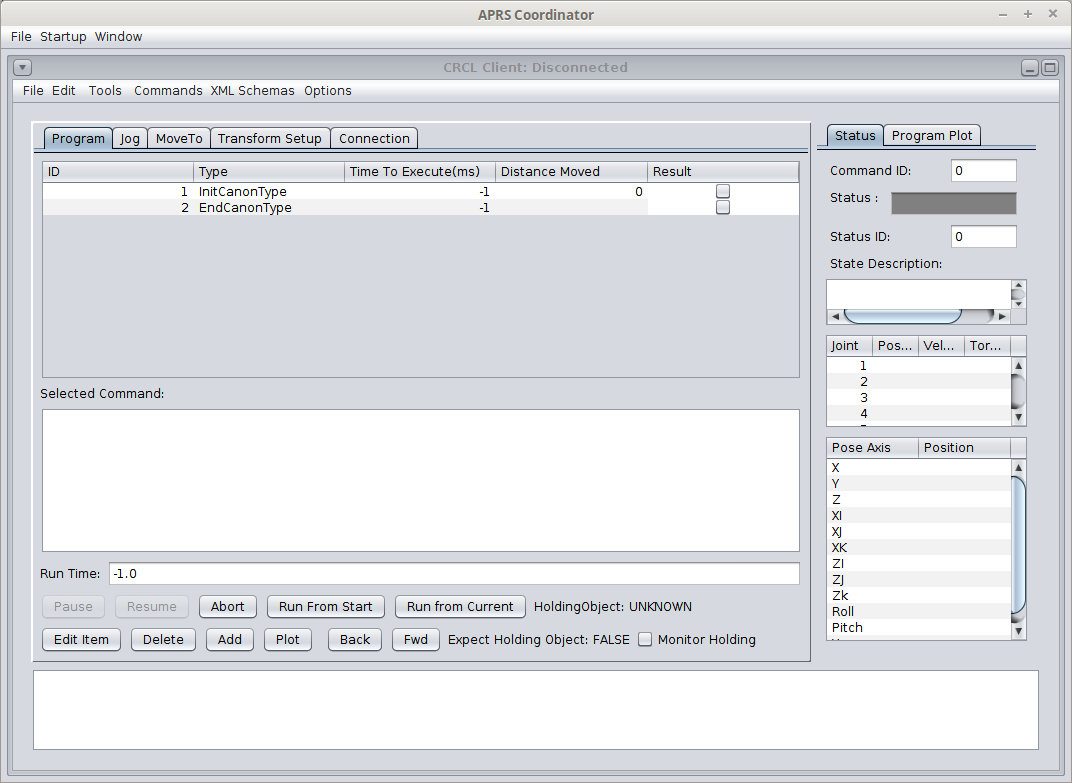 APRS Coordinator
File Startup Window
CRCL Client: Disconnected
File Edit Tools Commands XML Schemas Options
Program Jog MoveTo Transform Setup Connection
ID Type Time To Execute(ms) Distance Moved Result
1 InitCanonType -1 0
2 EndCanonType -1
Selected Command:
Run Time: -1.0
Pause Resume Abort Run From Start Run from Current HoldingObject: UNKNOWN
Edit Item Delete Add Plot Back Fwd Expect Holding Object: FALSE Monitor Holding
Status Program Plot
Command ID: 0
Status :
Status ID: 0
State Description:
Joint Pos... Vel... Tor...
1
2
3
4
Pose Axis Position
X
Y
Z
XI
XJ
XK
ZI
ZJ
Zk
Roll
Pitch